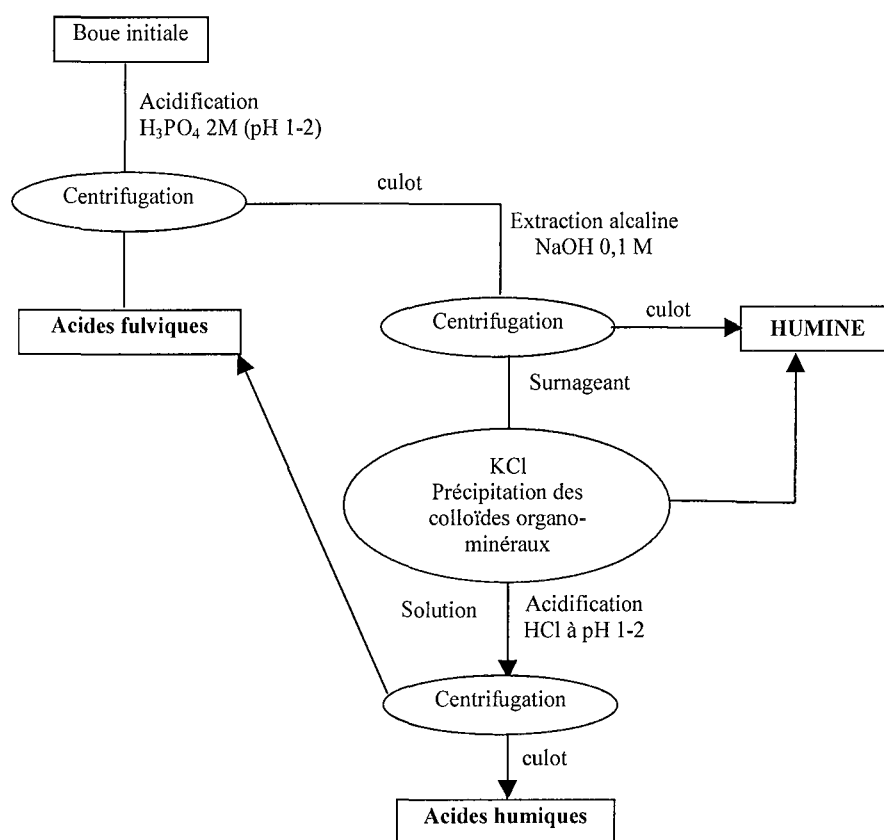 Boue initiale
Acidification
H₃PO₄ 2M (pH 1-2)
Centrifugation
culot
Extraction alcaline
NaOH 0,1 M
Acides fulviques
Centrifugation
culot
HUMINE
Surnageant
KCl
Précipitation des
colloïdes organo-
minéraux
Solution
Acidification
HCl à pH 1-2
Centrifugation
culot
Acides humiques